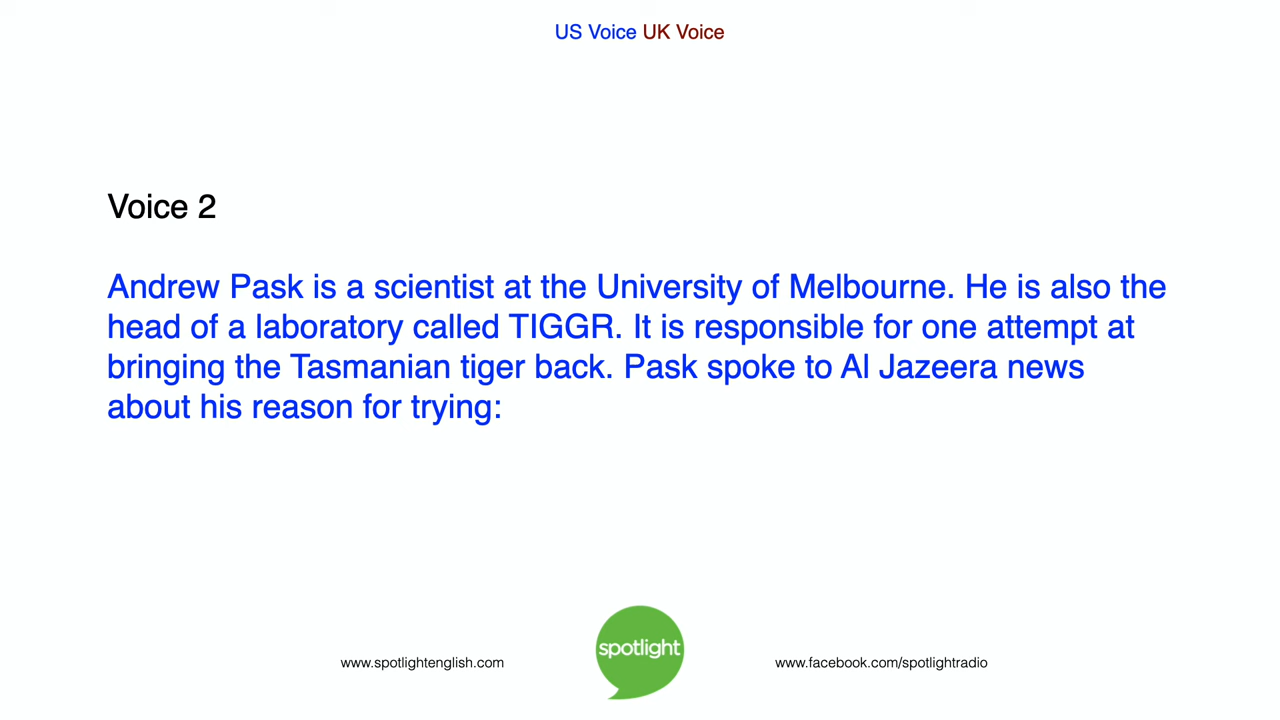 US Voice UK Voice
Voice 2
Andrew Pask is a scientist at the University of Melbourne. He is also the
head of a laboratory called TIGGR. It is responsible for one attempt at
bringing the Tasmanian tiger back. Pask spoke to Al Jazeera news
about his reason for trying:
spotlight
www.spotlightenglish.com
www.facebook.com/spotlightradio